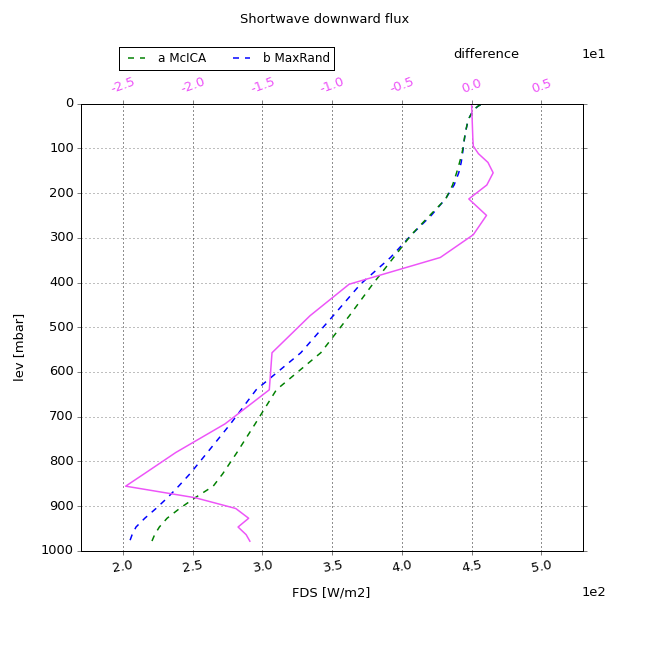 Shortwave downward flux
a McICA b MaxRand
difference 1e1
-2.5 -2.0 -1.5 -1.0 -0.5 0.0 0.5
0
100
200
300
400
500
600
700
800
900
1000
lev [mbar]
2.0 2.5 3.0 3.5 4.0 4.5 5.0
FDS [W/m2] 1e2